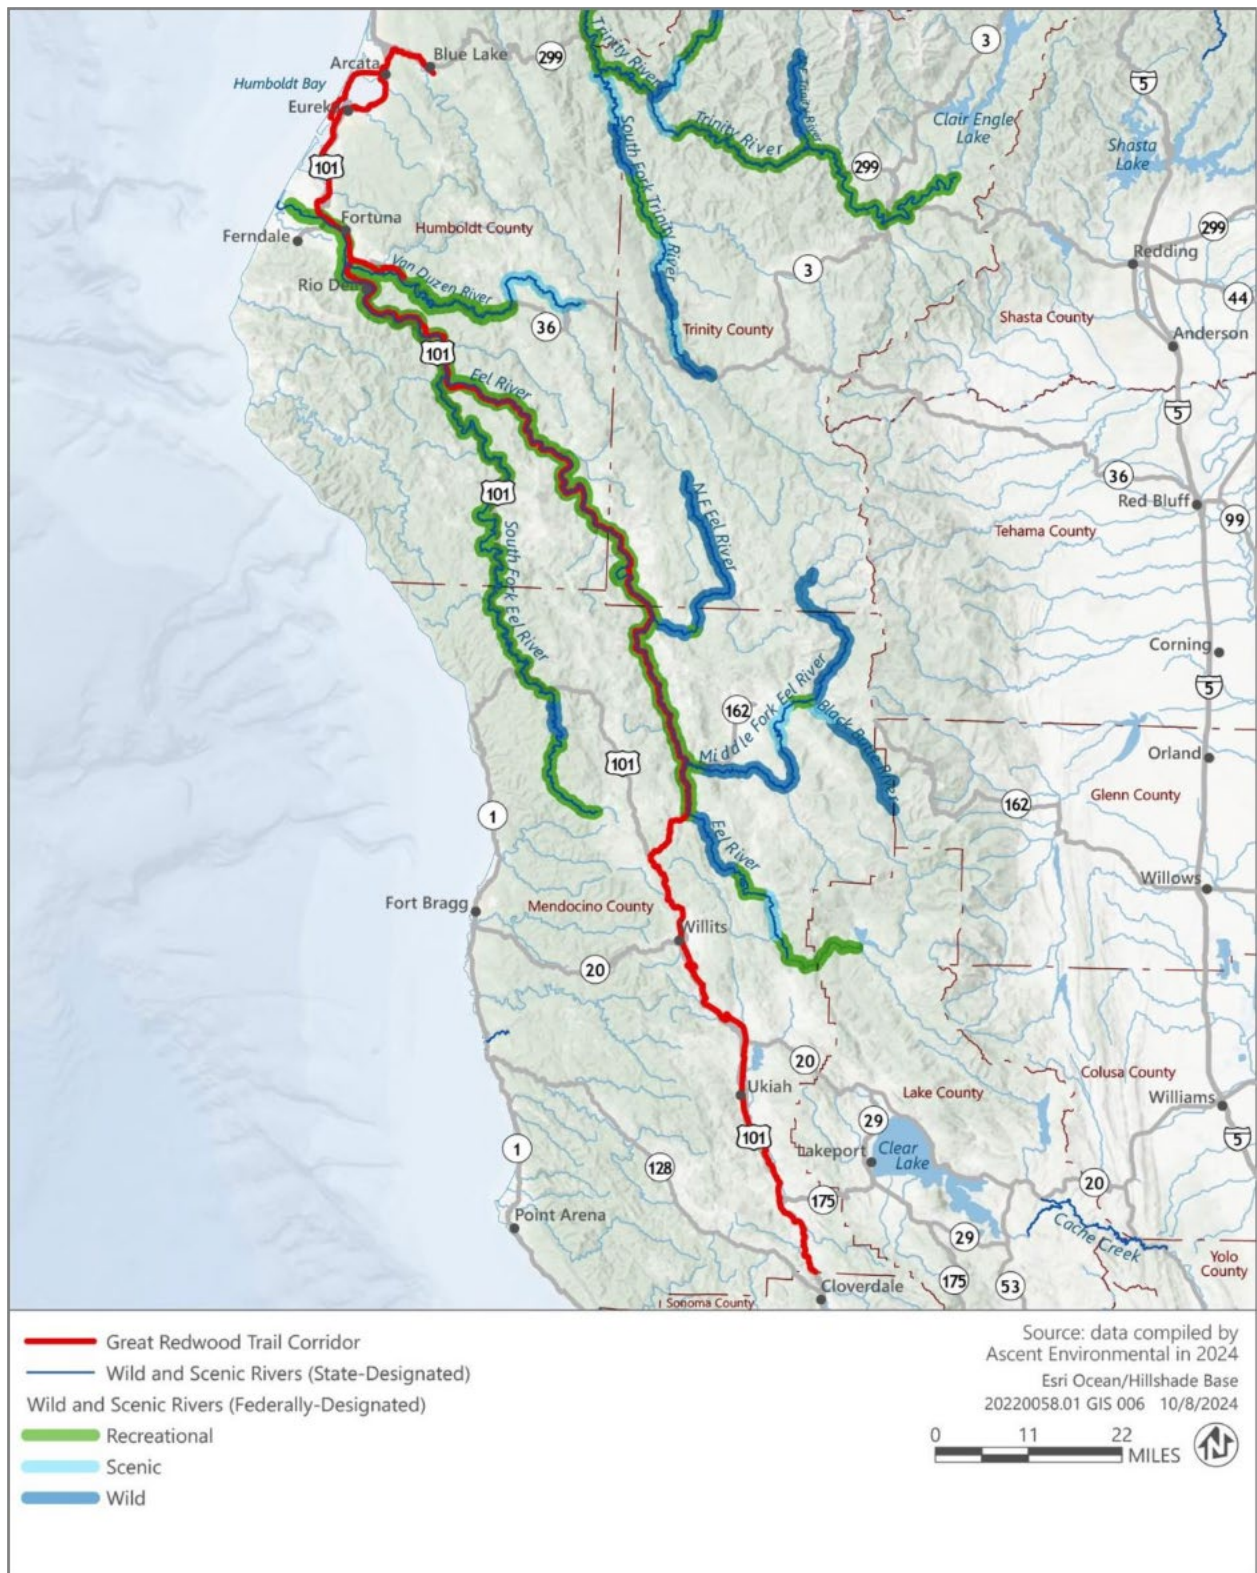 Trinity River
Blue Lake
299
3
Arcata
5
Humboldt Bay
Eureka
Trinity River
Clair Engle
Lake
Shasta
Lake
South Fork Trinity River
101
299
Fortuna
Humboldt County
299
Ferndale
Redding
Van Duzen River
3
Rio Dell
44
36
Trinity County
Shasta County
Anderson
101
Eel River
5
36
101
Red Bluff
N F Eel River
99
South Fork Eel River
Tehama County
Corning
5
Middle Fork Eel River
162
Black Butte River
101
Orland
1
162
Glenn County
Eel River
Willows
Fort Bragg
Mendocino County
Willits
20
20
Colusa County
Ukiah
Lake County
Williams
29
101
5
1
Lakeport
Clear
Lake
128
20
175
Point Arena
Cache Creek
29
Yolo
County
175
53
Cloverdale
Sonoma County
Great Redwood Trail Corridor
Wild and Scenic Rivers (State-Designated)
Wild and Scenic Rivers (Federally-Designated)
Recreational
Scenic
Wild
Source: data compiled by
Ascent Environmental in 2024
Esri Ocean/Hillshade Base
20220058.01 GIS 006 10/8/2024
0 11 22
MILES
N